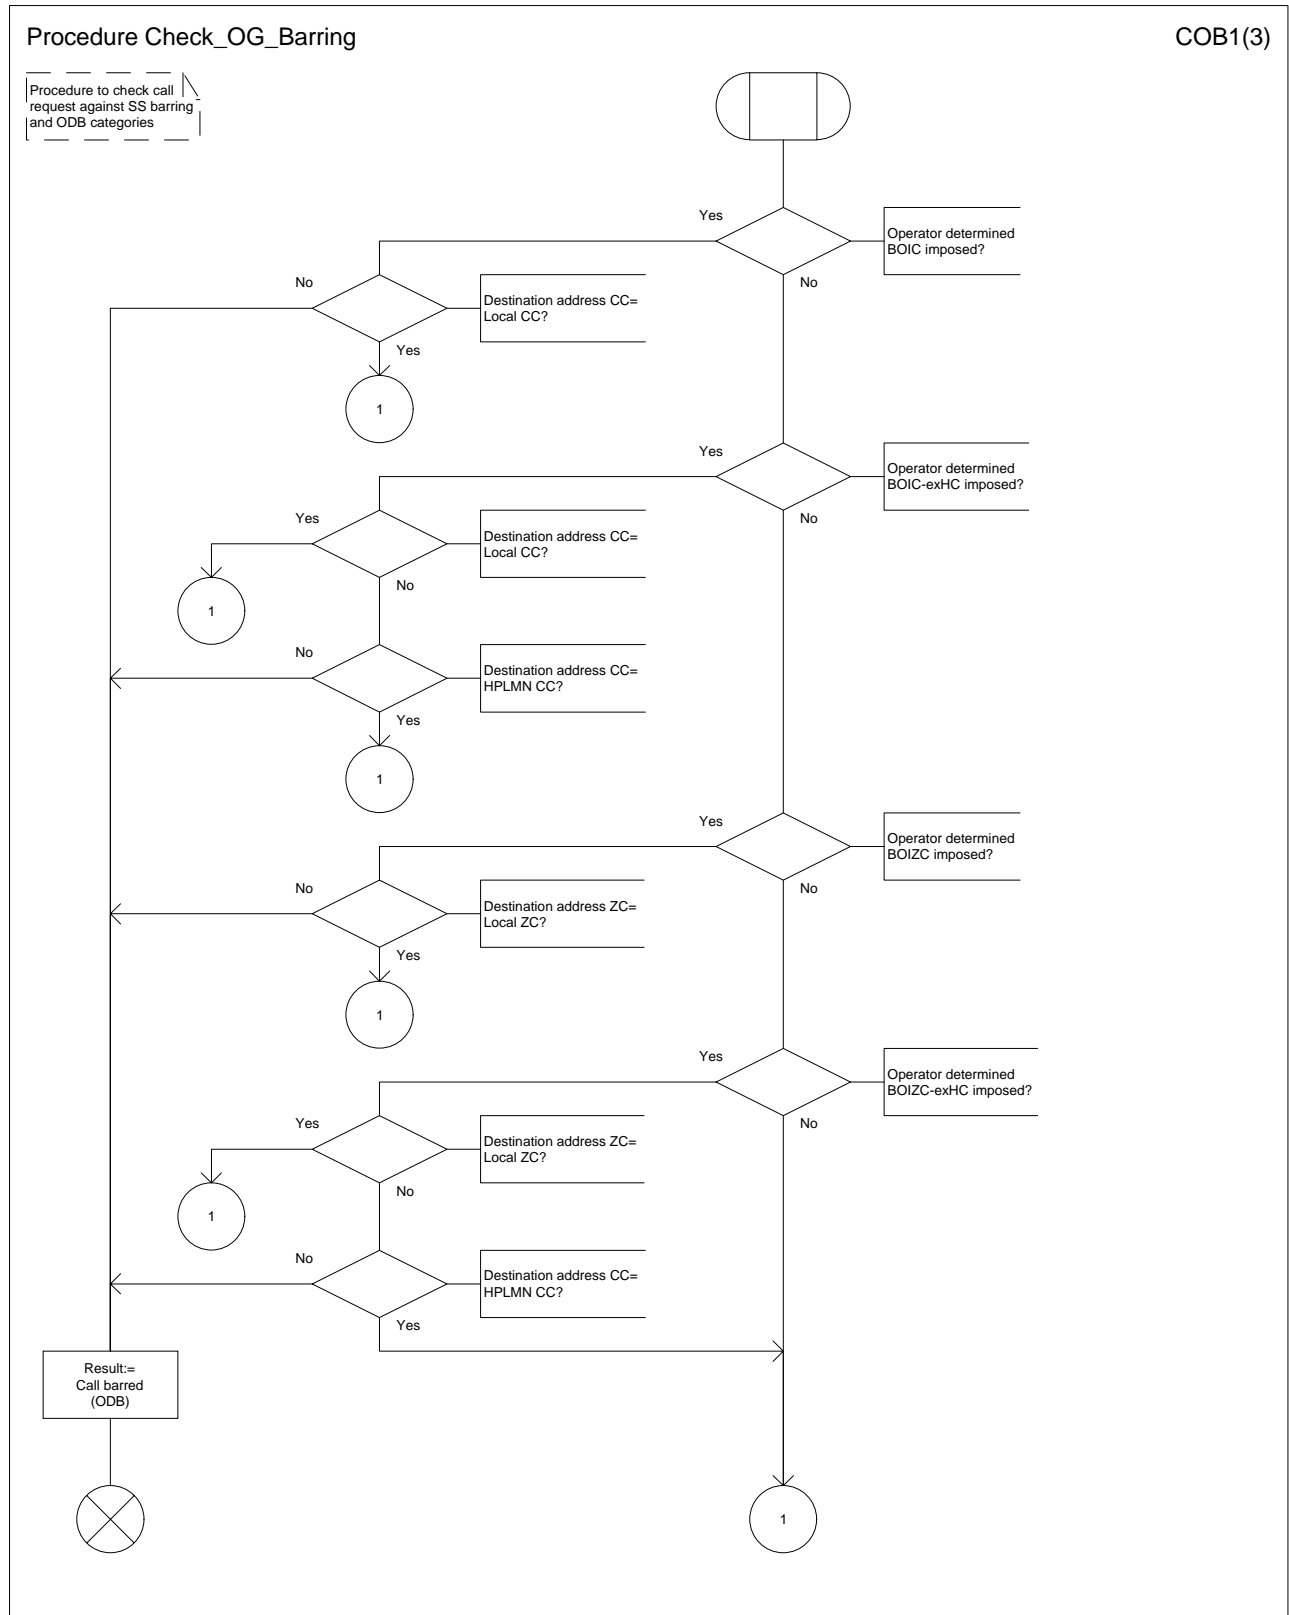 Procedure Check_OG_Barring
COB1(3)
Procedure to check call
request against SS barring
and ODB categories
Yes
Operator determined
BOIC imposed?
No
No
Destination address CC=
Local CC?
Yes
1
Yes
Operator determined
BOIC-exHC imposed?
No
Yes
Destination address CC=
Local CC?
No
1
No
Destination address CC=
HPLMN CC?
Yes
1
Yes
Operator determined
BOIZC imposed?
No
No
Destination address ZC=
Local ZC?
Yes
1
Yes
Operator determined
BOIZC-exHC imposed?
No
Yes
Destination address ZC=
Local ZC?
No
1
No
Destination address CC=
HPLMN CC?
Yes
Result:=
Call barred
(ODB)
1